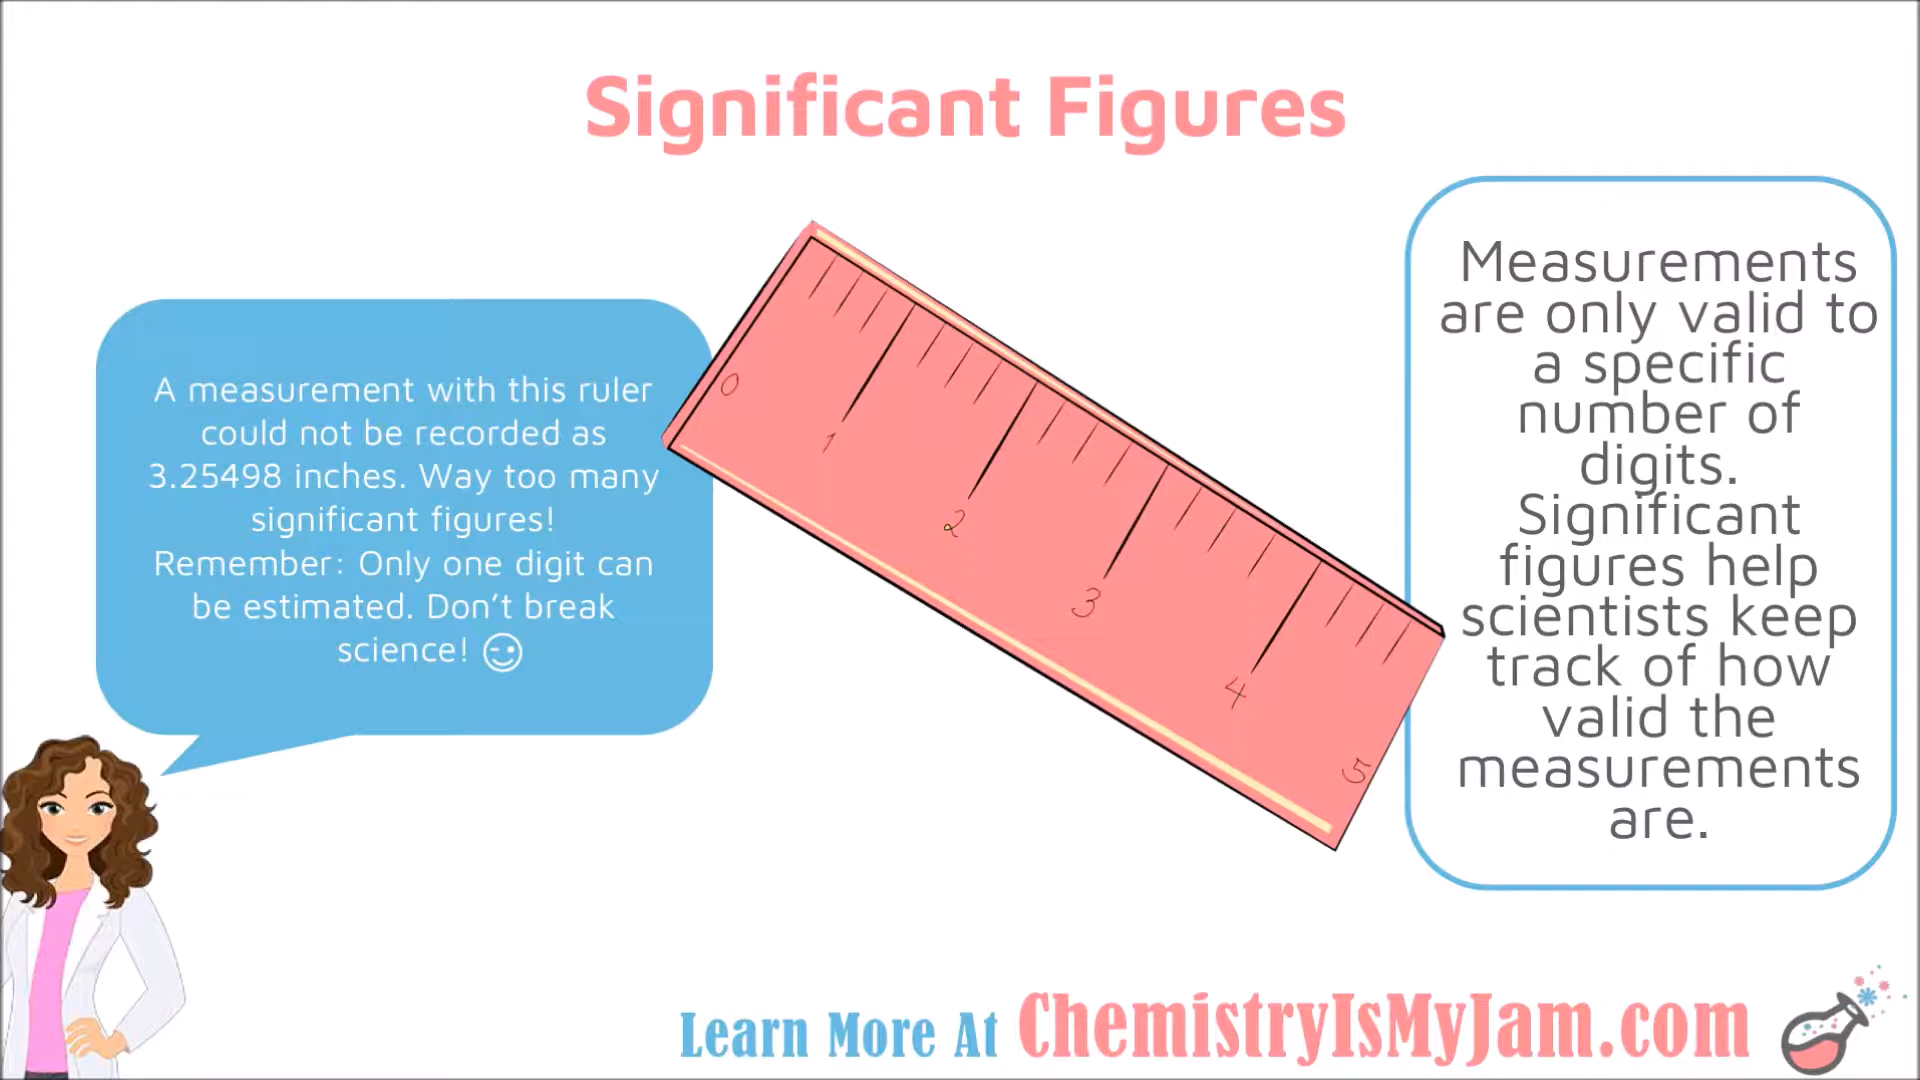 Significant Figures
A measurement with this ruler
could not be recorded as
3.25498 inches. Way too many
significant figures!
Remember: Only one digit can
be estimated. Don’t break
science! 😉
0
1
2
3
4
5
Measurements
are only valid to
a specific
number of
digits.
Significant
figures help
scientists keep
track of how
valid the
measurements
are.
Learn More At ChemistryIsMyJam.com